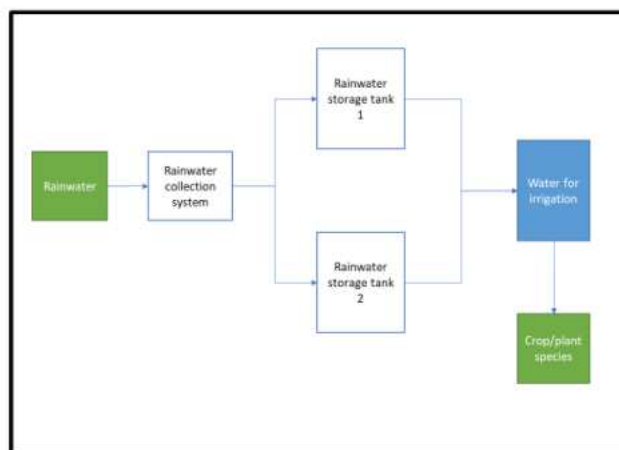 Rainwater
Rainwater
collection
system
Rainwater
storage tank
1
Rainwater
storage tank
2
Water for
irrigation
Crop/plant
species